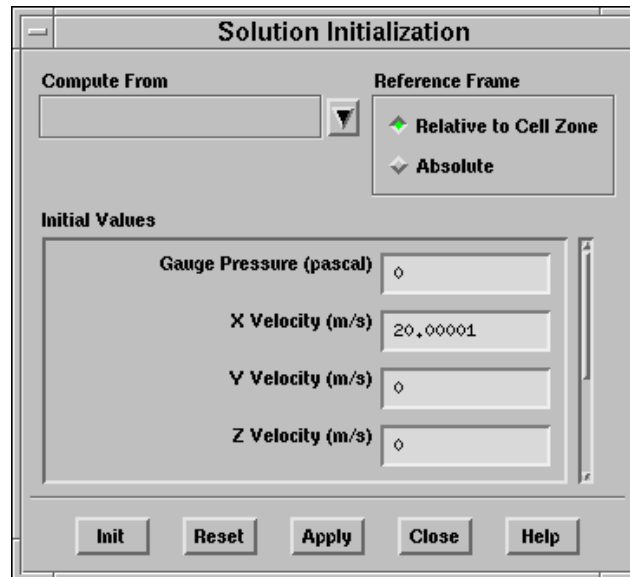 Solution Initialization
Compute From
Reference Frame
Relative to Cell Zone
Absolute
Initial Values
Gauge Pressure (pascal) 0
X Velocity (m/s) 20.00001
Y Velocity (m/s) 0
Z Velocity (m/s) 0
Init Reset Apply Close Help